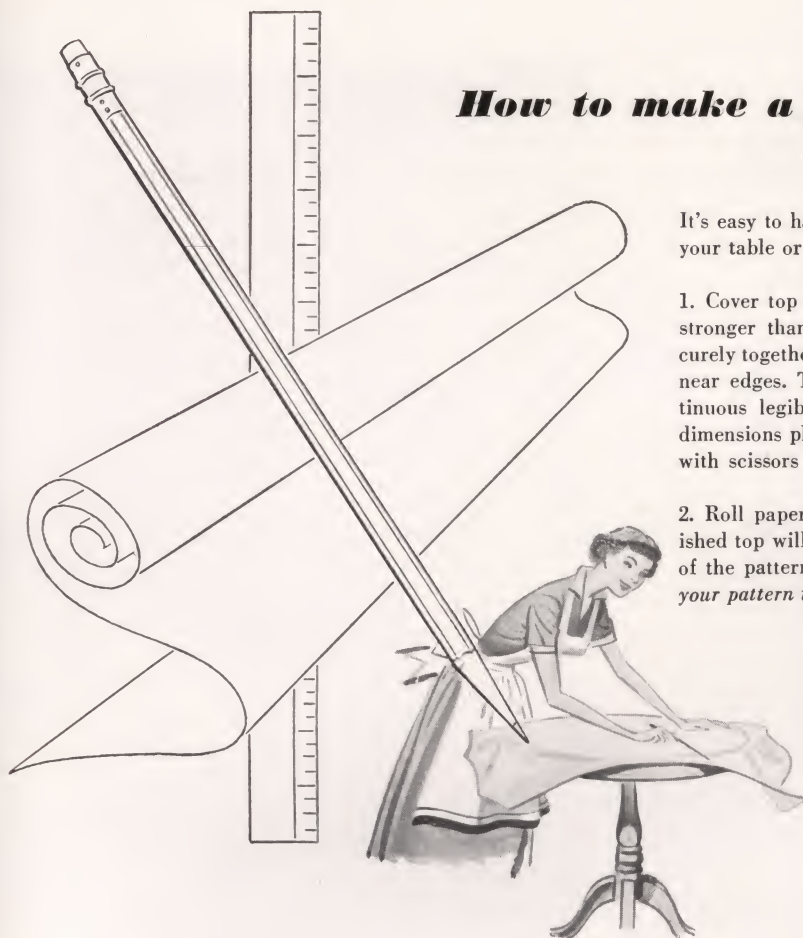 How to make a
It's easy to ha
your table or
1. Cover top
stronger than
curely togethe
near edges. T
tinuous legib
dimensions pl
with scissors
2. Roll paper
ished top will
of the pattern
your pattern i